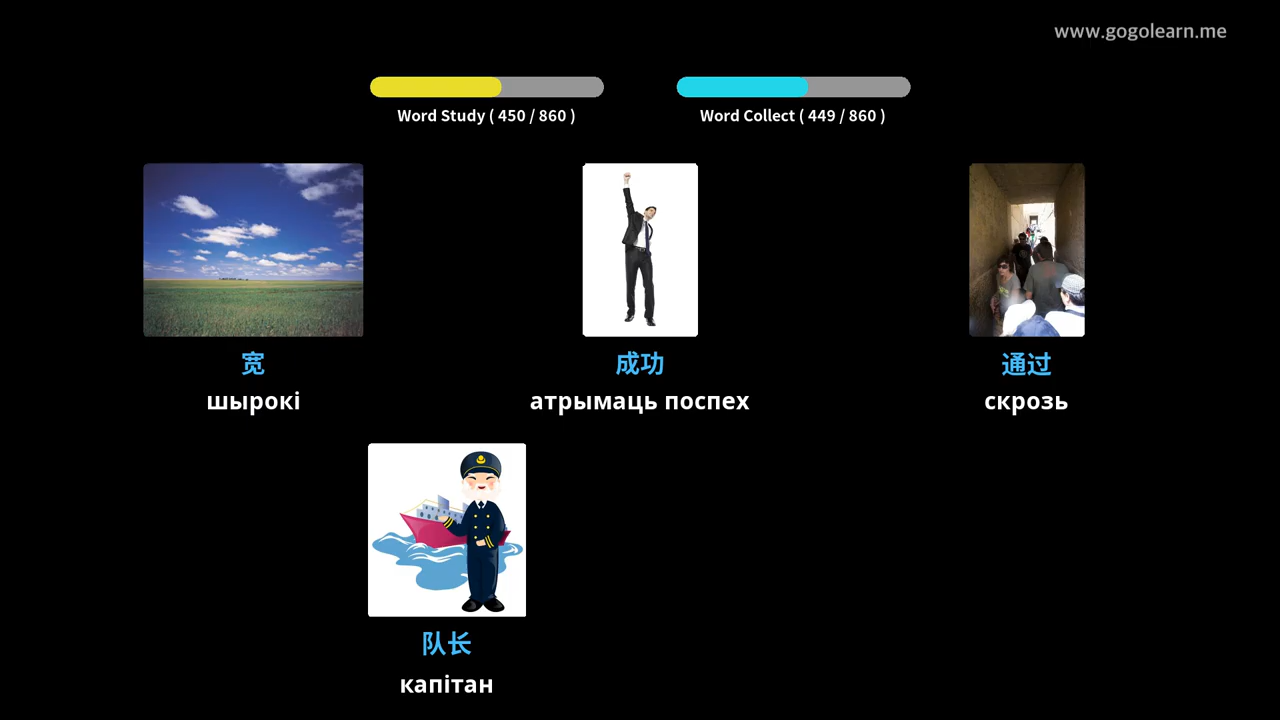 www.gogolearn.me
Word Study ( 450 / 860 )
Word Collect ( 449 / 860 )
宽
成功
通过
шырокі
атрымаць поспех
скрозь
队长
капітан